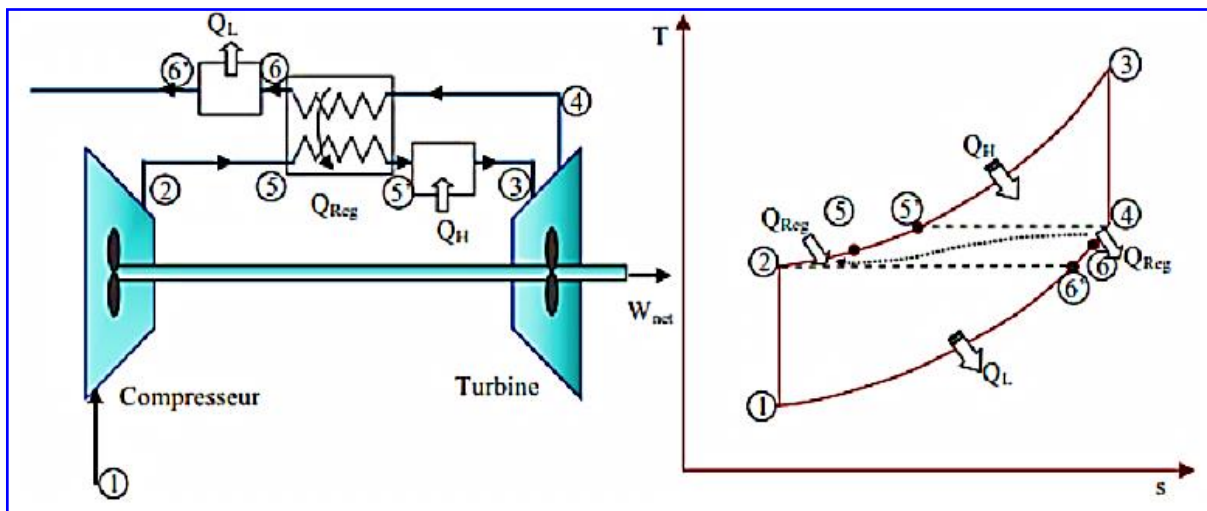 Q_L
6'
6
4
2
5
5'
3
Q_Reg
Q_H
W_net
Compresseur
Turbine
1
T
3
Q_H
5'
5
Q_Reg
4
2
6
Q_Reg
6'
Q_L
1
s